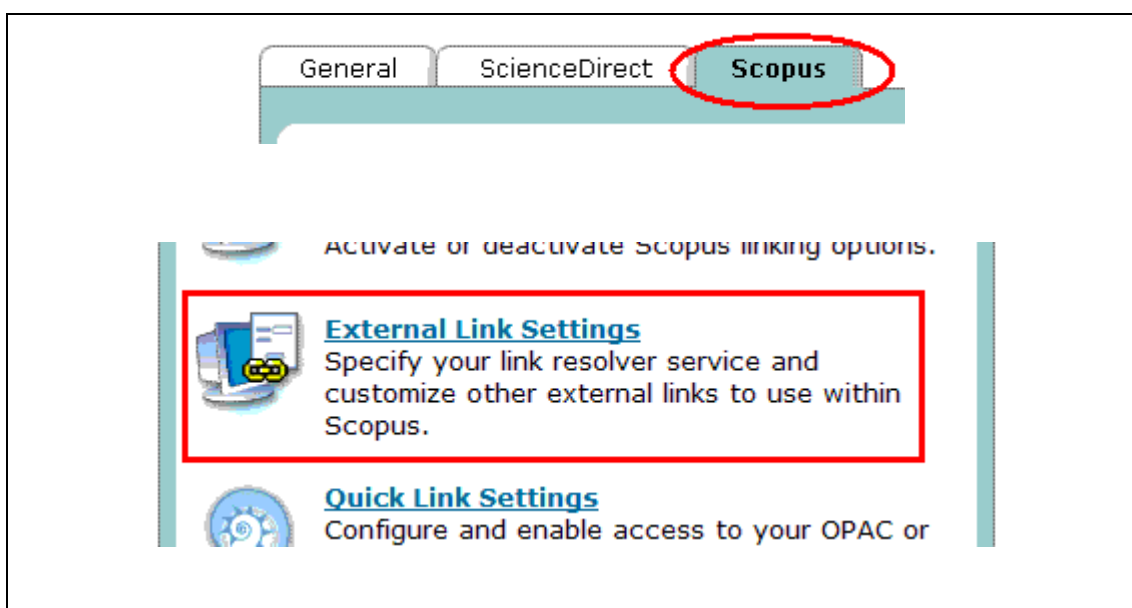 General ScienceDirect Scopus
Activate or deactivate Scopus linking options.
External Link Settings
Specify your link resolver service and
customize other external links to use within
Scopus.
Quick Link Settings
Configure and enable access to your OPAC or